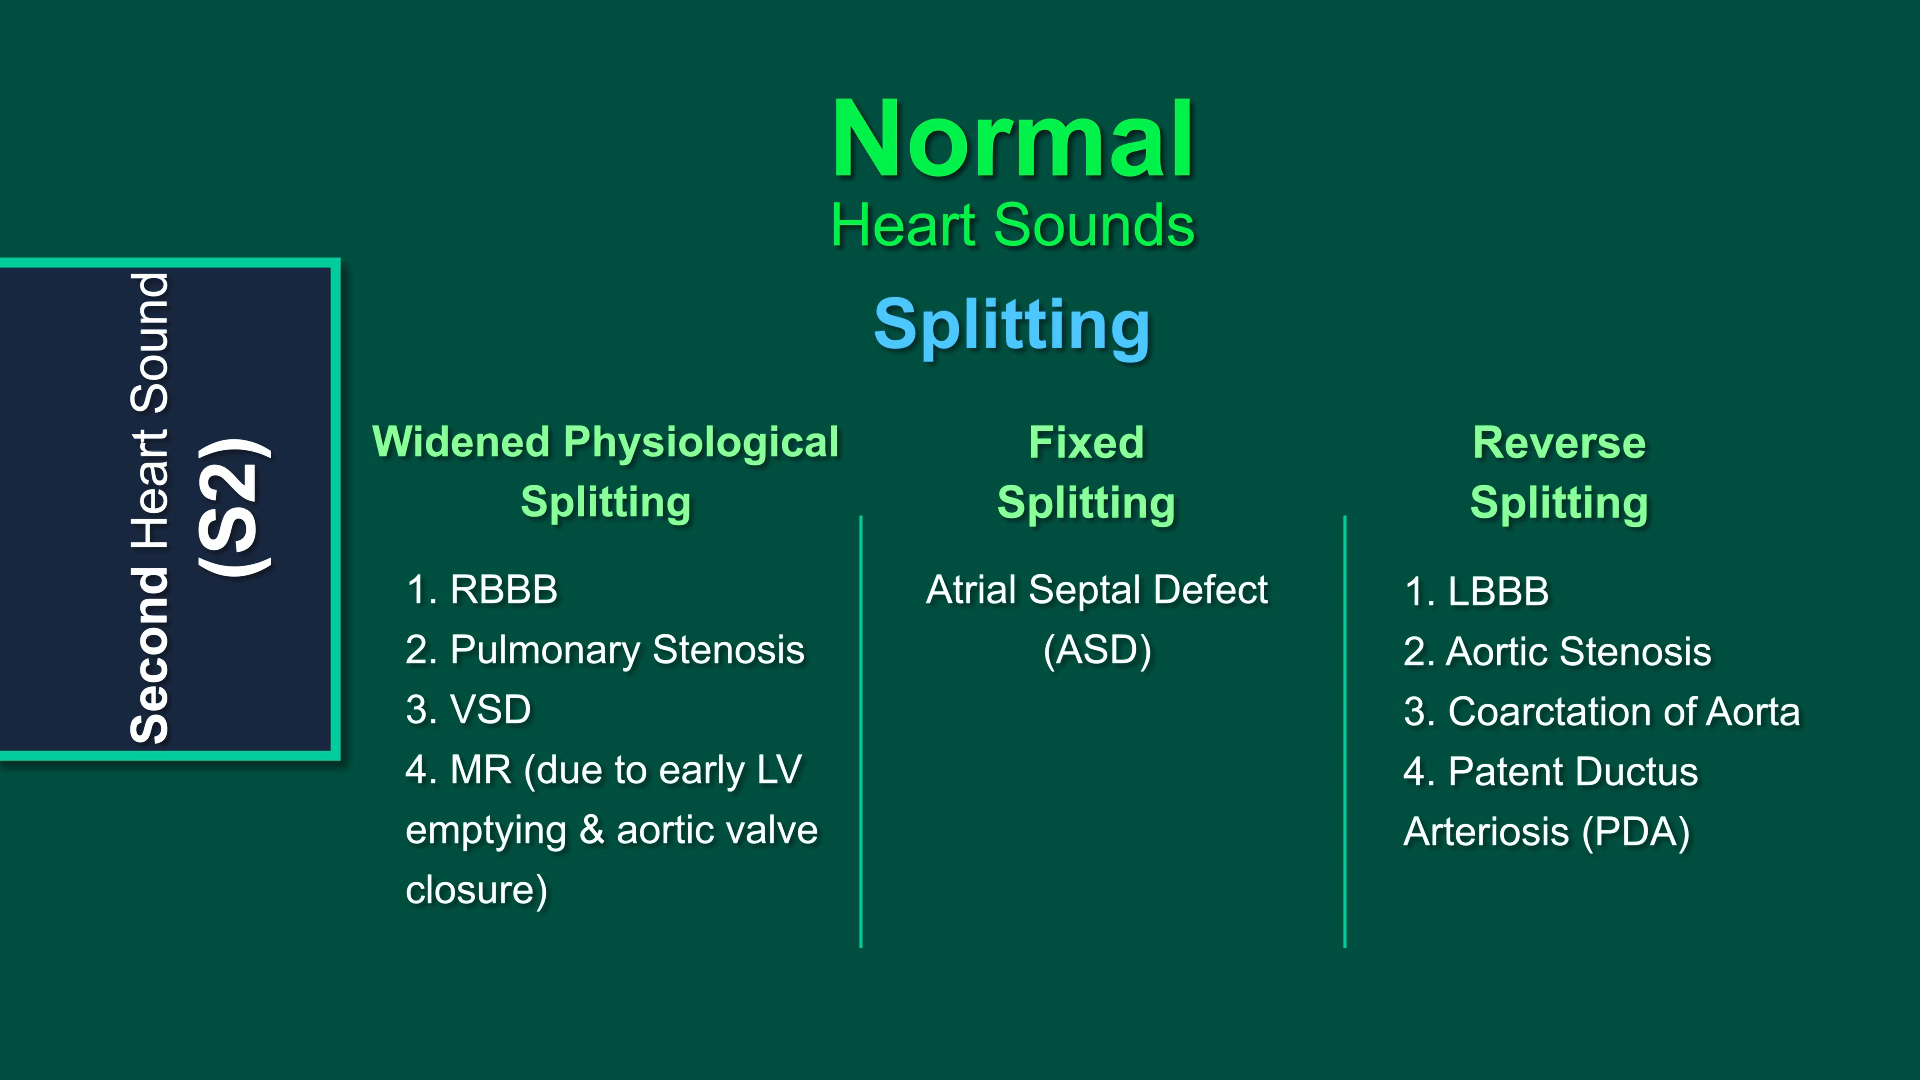 Normal
Heart Sounds
Splitting
Second Heart Sound
(S2)
Widened Physiological
Splitting
1. RBBB
2. Pulmonary Stenosis
3. VSD
4. MR (due to early LV
emptying & aortic valve
closure)
Fixed
Splitting
Atrial Septal Defect
(ASD)
Reverse
Splitting
1. LBBB
2. Aortic Stenosis
3. Coarctation of Aorta
4. Patent Ductus
Arteriosis (PDA)